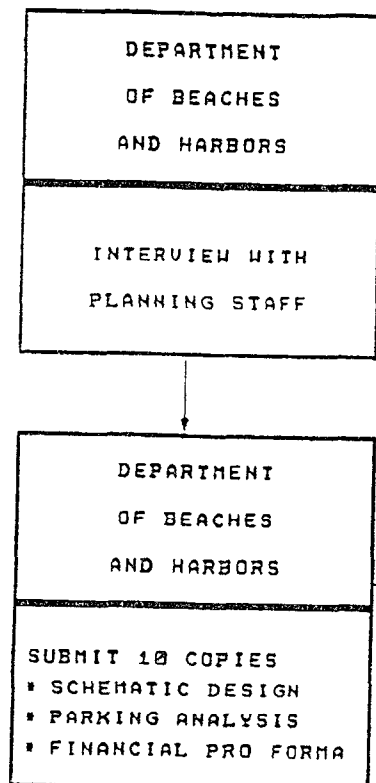 DEPARTMENT
OF BEACHES
AND HARBORS
INTERVIEW WITH
PLANNING STAFF
DEPARTMENT
OF BEACHES
AND HARBORS
SUBMIT 10 COPIES
* SCHEMATIC DESIGN
* PARKING ANALYSIS
* FINANCIAL PRO FORMA